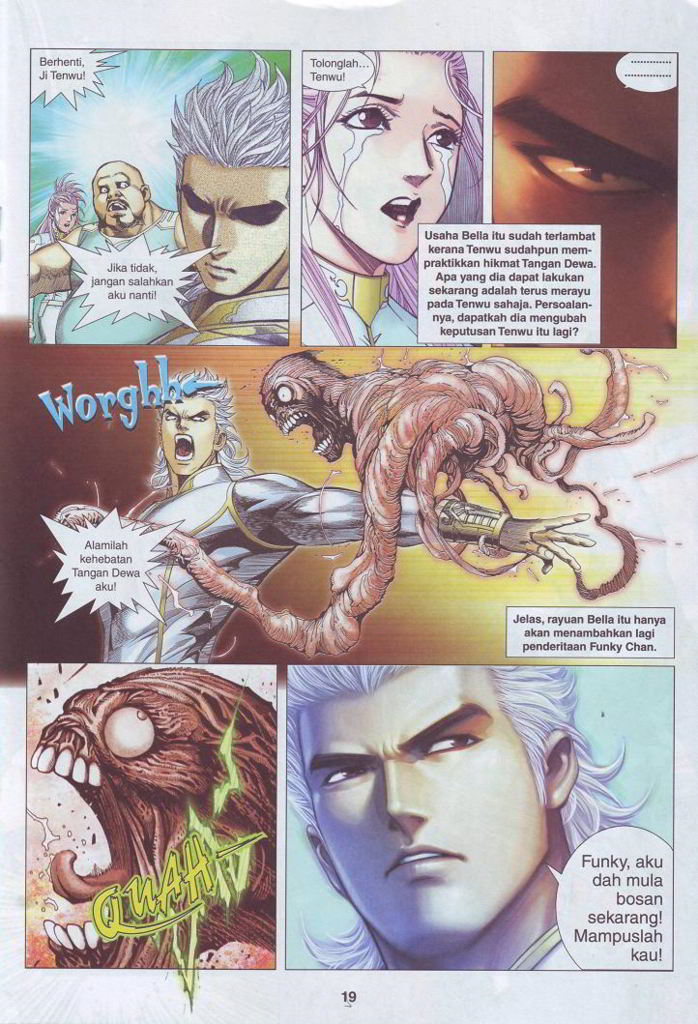 Berhenti,
Ji Tenwu!
Jika tidak,
jangan salahkan
aku nanti!
Tolonglah...
Tenwu!
............
............
Usaha Bella itu sudah terlambat
kerana Tenwu sudahpun mem-
praktikkan hikmat Tangan Dewa.
Apa yang dia dapat lakukan
sekarang adalah terus merayu
pada Tenwu sahaja. Persoalan-
nya, dapatkah dia mengubah
keputusan Tenwu itu lagi?
Worghh
Alamilah
kehebatan
Tangan Dewa
aku!
Jelas, rayuan Bella itu hanya
akan menambahkan lagi
penderitaan Funky Chan.
QUAH
Funky, aku
dah mula
bosan
sekarang!
Mampuslah
kau!
19